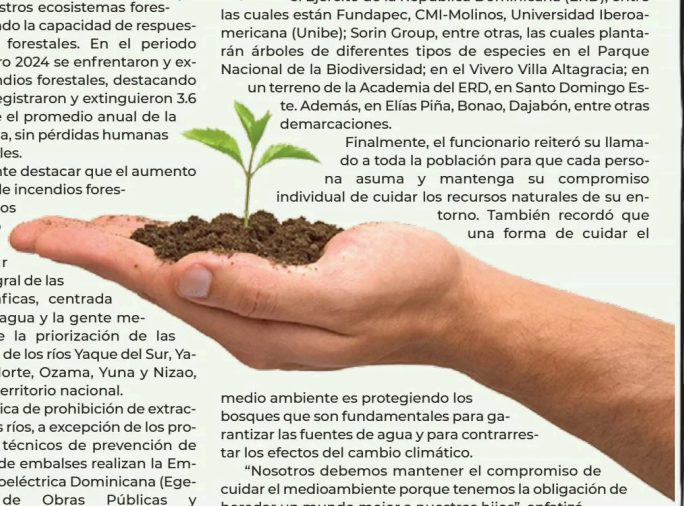 stros ecosistemas fores-
do la capacidad de respues-
forestales. En el periodo
ro 2024 se enfrentaron y ex-
ndios forestales, destacando
egistraron y extinguieron 3.6
e el promedio anual de la
a, sin pérdidas humanas
les.
nte destacar que el aumento
de incendios fores-
os
r
gral de las
áficas, centrada
agua y la gente me-
e la priorización de las
de los ríos Yaque del Sur, Ya-
Norte, Ozama, Yuna y Nizao,
erritorio nacional.
ica de prohibición de extrac-
s ríos, a excepción de los pro-
técnicos de prevención de
de embalses realizan la Em-
oeléctrica Dominicana (Ege-
de Obras Públicas y
el Ejército de la República Dominicana (ERD), entre
las cuales están Fundapec, CMI-Molinos, Universidad Iberoa-
mericana (Unibe); Sorin Group, entre otras, las cuales planta-
rán árboles de diferentes tipos de especies en el Parque
Nacional de la Biodiversidad; en el Vivero Villa Altagracia; en
un terreno de la Academia del ERD, en Santo Domingo Es-
te. Además, en Elías Piña, Bonao, Dajabón, entre otras
demarcaciones.
Finalmente, el funcionario reiteró su llama-
do a toda la población para que cada perso-
na asuma y mantenga su compromiso
individual de cuidar los recursos naturales de su en-
torno. También recordó que
una forma de cuidar el
medio ambiente es protegiendo los
bosques que son fundamentales para ga-
rantizar las fuentes de agua y para contrarres-
tar los efectos del cambio climático.
“Nosotros debemos mantener el compromiso de
cuidar el medioambiente porque tenemos la obligación de
heredar un mundo mejor a nuestros hijos”, enfatizó